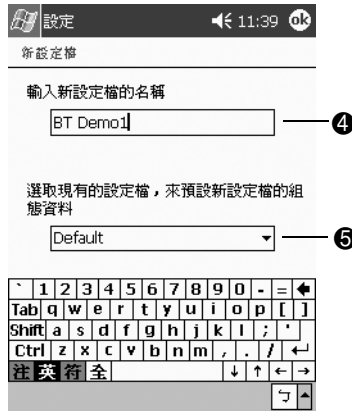 設定 11:39 ok
新設定檔
輸入新設定檔的名稱
BT Demo1
4
選取現有的設定檔，來預設新設定檔的組
態資料
Default
5
` 1 2 3 4 5 6 7 8 9 0 - =
Tab q w e r t y u i o p [ ]
Shift a s d f g h j k l ; '
Ctrl z x c v b n m , . /
注 英 符 全
ㄅ